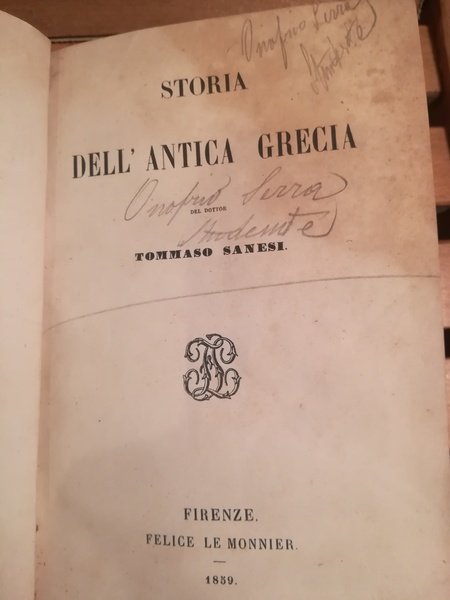 Onofrio Serra
Studente
STORIA
DELL' ANTICA GRECIA
Onofrio Serra
DEL DOTTOR
Studente
TOMMASO SANESI.
FIRENZE.
FELICE LE MONNIER.
—
1859.